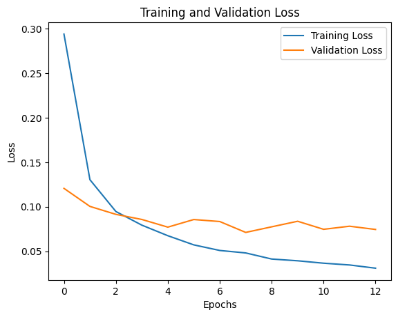 Training and Validation Loss
Training Loss
Validation Loss
0.30
0.25
0.20
0.15
0.10
0.05
Loss
0 2 4 6 8 10 12
Epochs